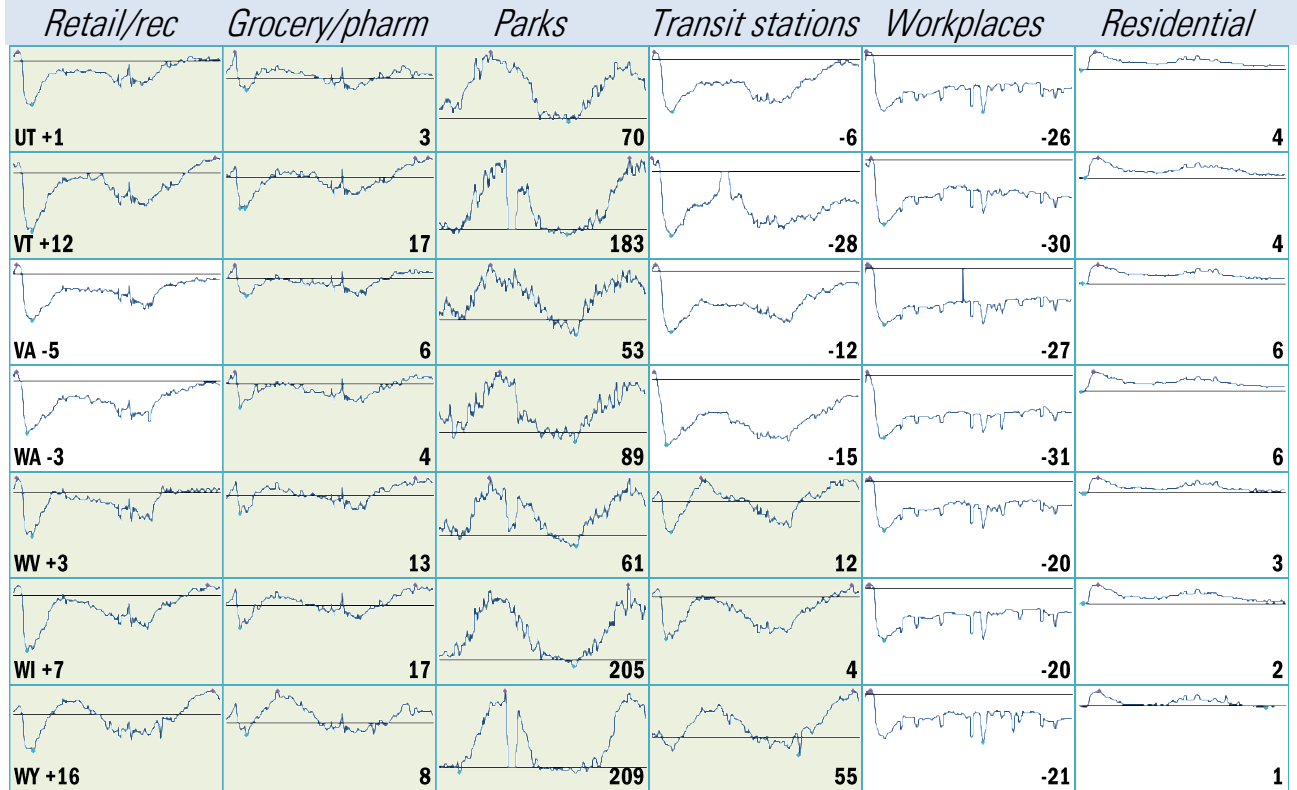 Retail/rec Grocery/pharm Parks Transit stations Workplaces Residential
UT +1 3 70 -6 -26 4
VT +12 17 183 -28 -30 4
VA -5 6 53 -12 -27 6
WA -3 4 89 -15 -31 6
WV +3 13 61 12 -20 3
WI +7 17 205 4 -20 2
WY +16 8 209 55 -21 1